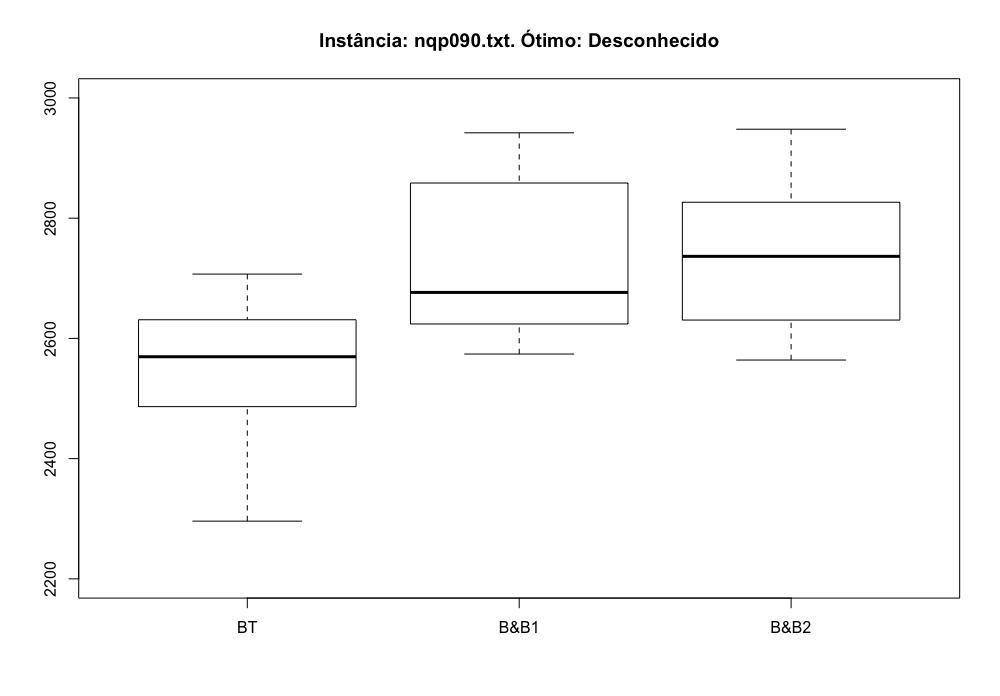 Instância: nqp090.txt. Ótimo: Desconhecido
3000
2800
2600
2400
2200
BT
B&B1
B&B2